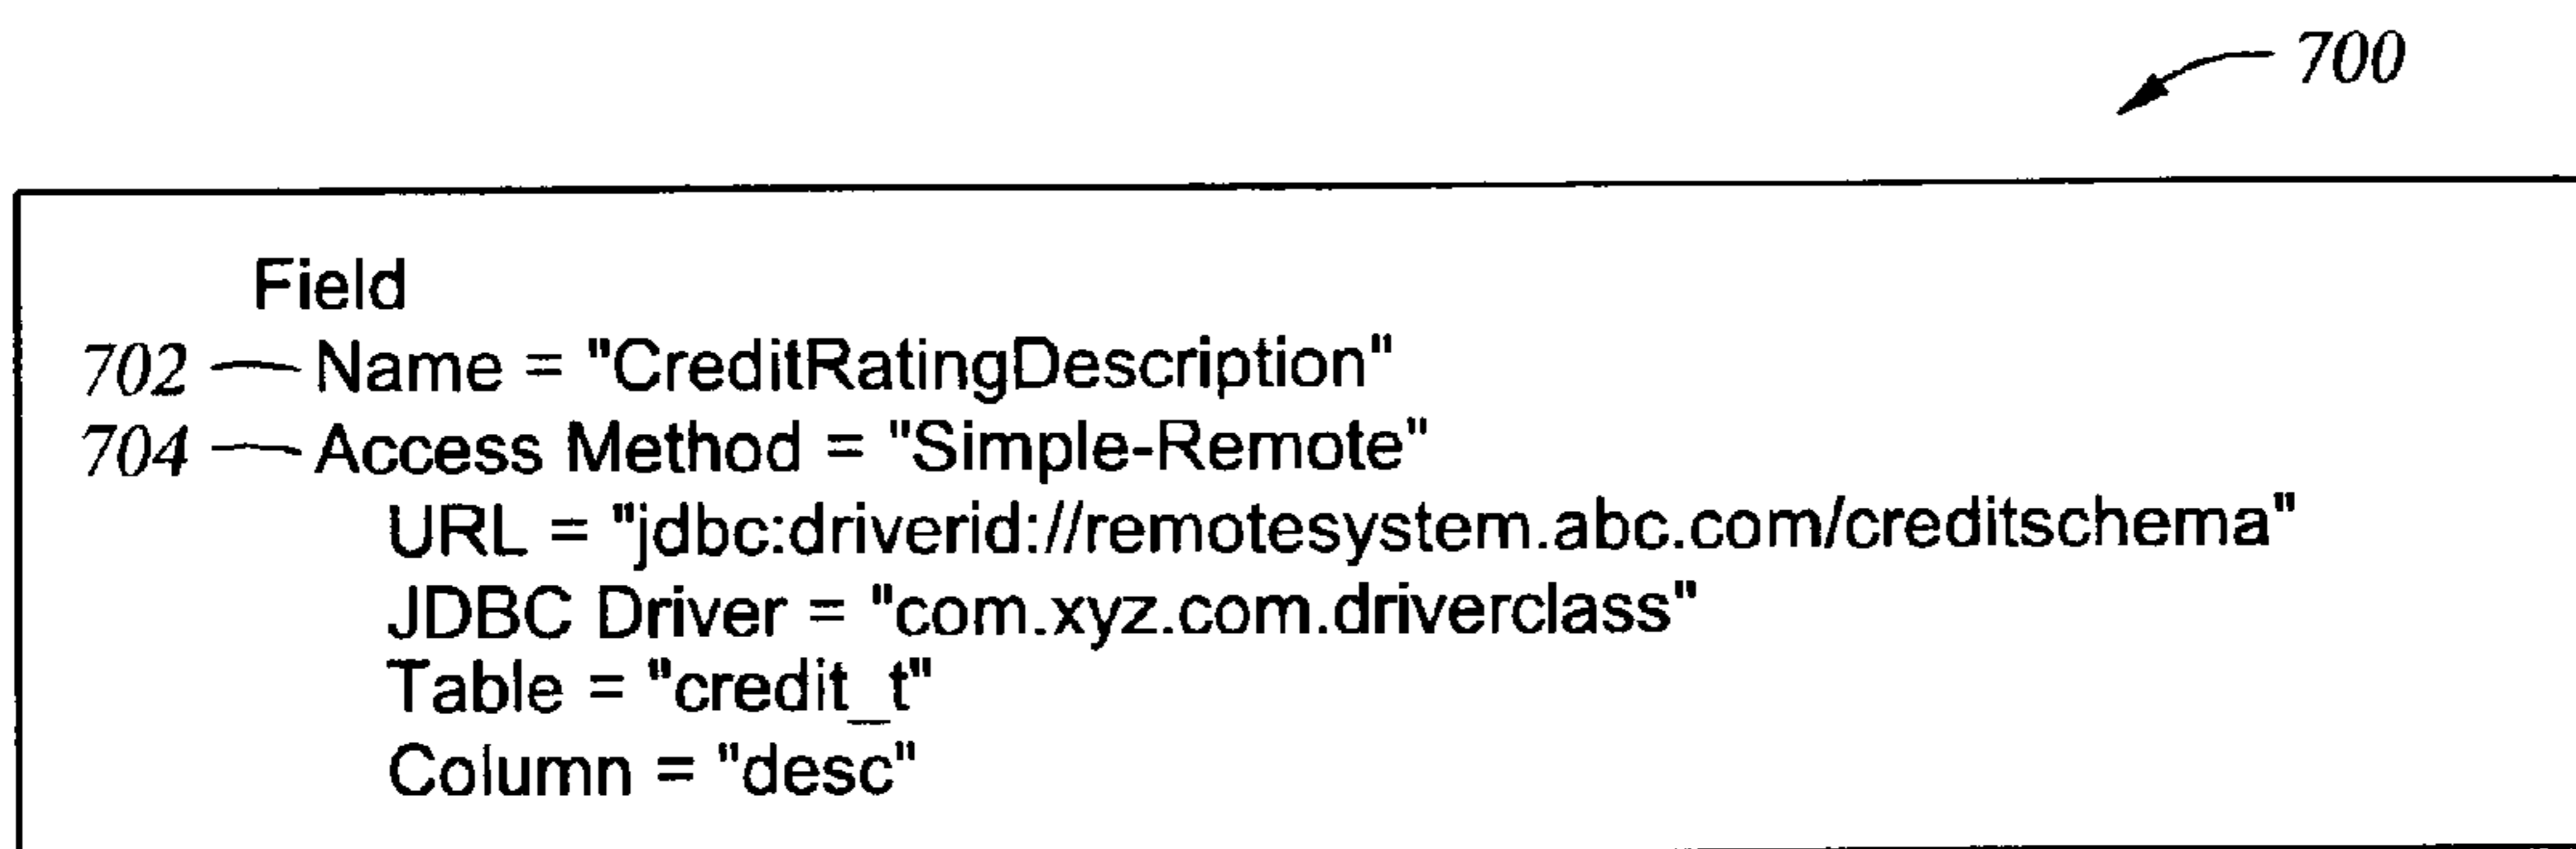 700
Field
702 — Name = "CreditRatingDescription"
704 — Access Method = "Simple-Remote"
URL = "jdbc:driverid://remotesystem.abc.com/creditschema"
JDBC Driver = "com.xyz.com.driverclass"
Table = "credit_t"
Column = "desc"